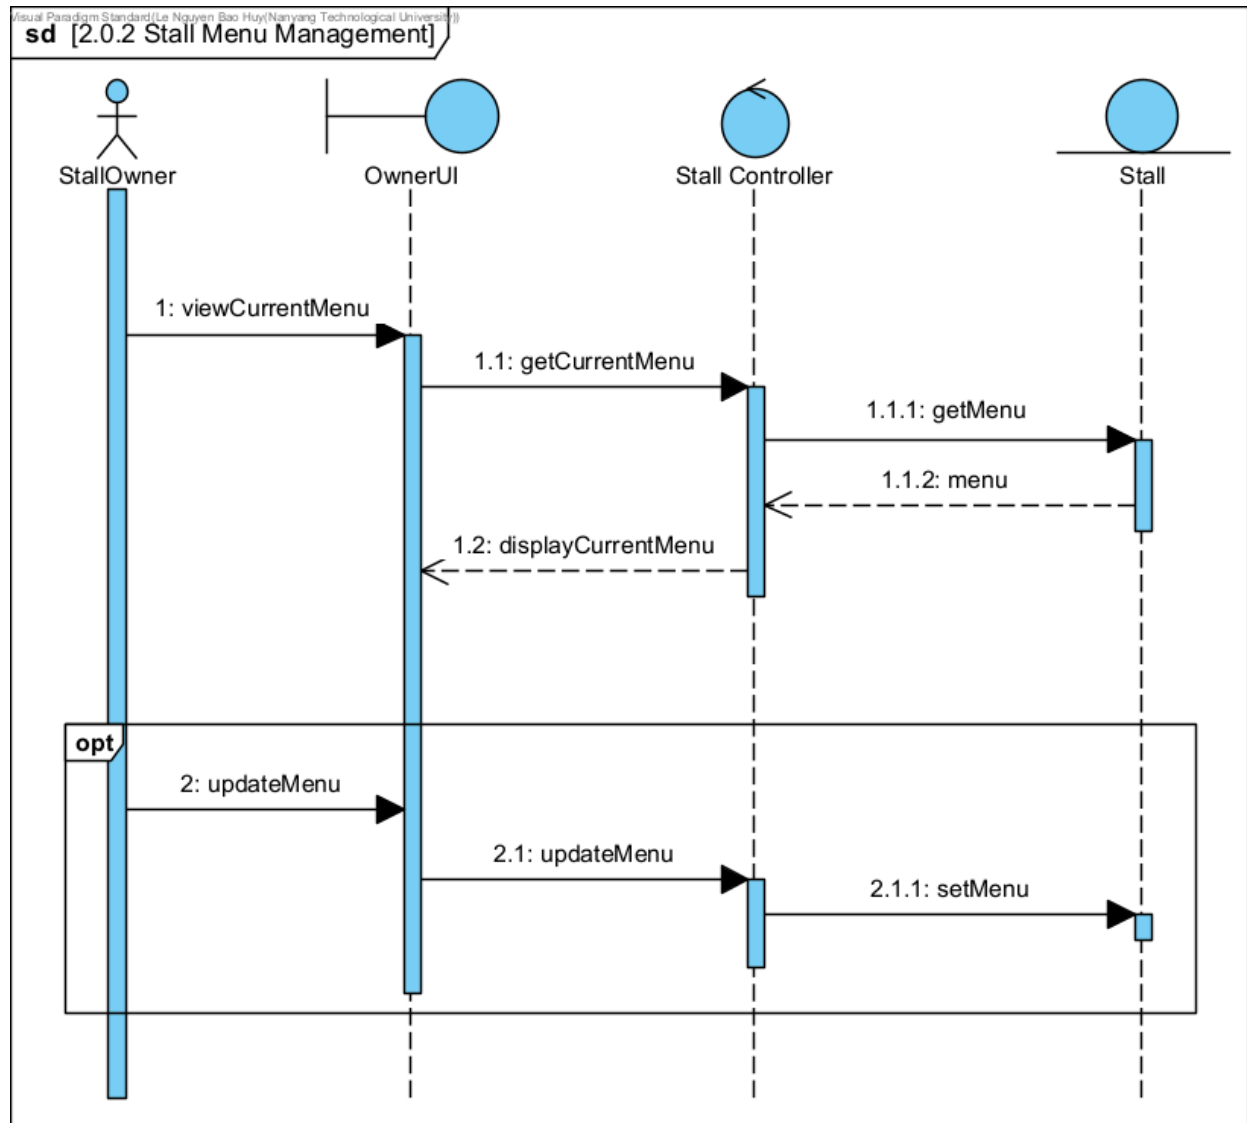 Visual Paradigm Standard(Le Nguyen Bao Huy(Nanyang Technological University))
sd [2.0.2 Stall Menu Management]
StallOwner
OwnerUI
Stall Controller
Stall
1: viewCurrentMenu
1.1: getCurrentMenu
1.1.1: getMenu
1.1.2: menu
1.2: displayCurrentMenu
opt
2: updateMenu
2.1: updateMenu
2.1.1: setMenu